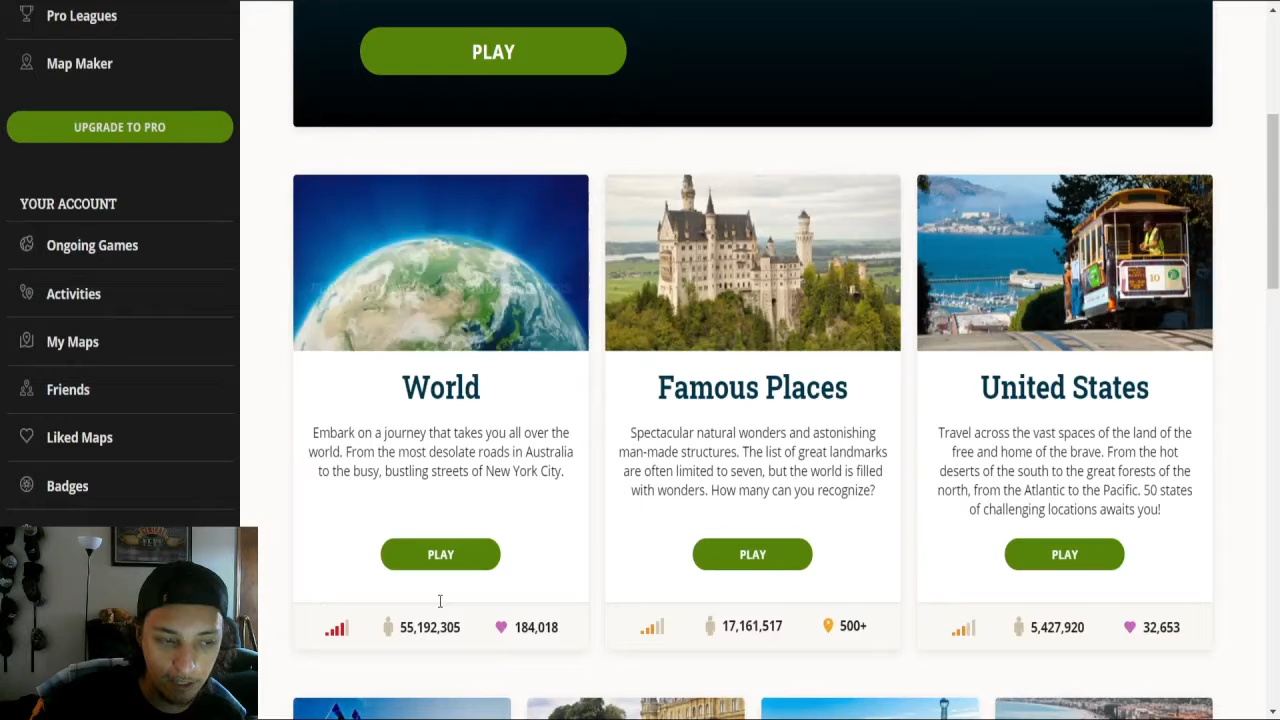 Pro Leagues
Map Maker
UPGRADE TO PRO
YOUR ACCOUNT
Ongoing Games
Activities
My Maps
Friends
Liked Maps
Badges
PLAY
World
Embark on a journey that takes you all over the
world. From the most desolate roads in Australia
to the busy, bustling streets of New York City.
PLAY
55,192,305
184,018
Famous Places
Spectacular natural wonders and astonishing
man-made structures. The list of great landmarks
are often limited to seven, but the world is filled
with wonders. How many can you recognize?
PLAY
17,161,517
500+
United States
Travel across the vast spaces of the land of the
free and home of the brave. From the hot
deserts of the south to the great forests of the
north, from the Atlantic to the Pacific. 50 states
of challenging locations awaits you!
PLAY
5,427,920
32,653
10